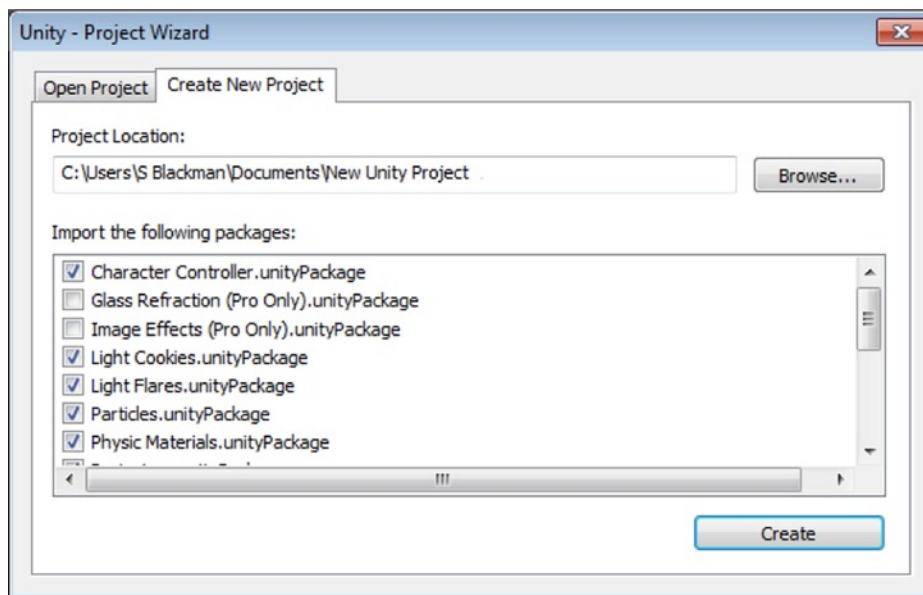 Unity - Project Wizard
Open Project
Create New Project
Project Location:
C:\Users\S Blackman\Documents\New Unity Project
Browse...
Import the following packages:
Character Controller.unityPackage
Glass Refraction (Pro Only).unityPackage
Image Effects (Pro Only).unityPackage
Light Cookies.unityPackage
Light Flares.unityPackage
Particles.unityPackage
Physic Materials.unityPackage
Create